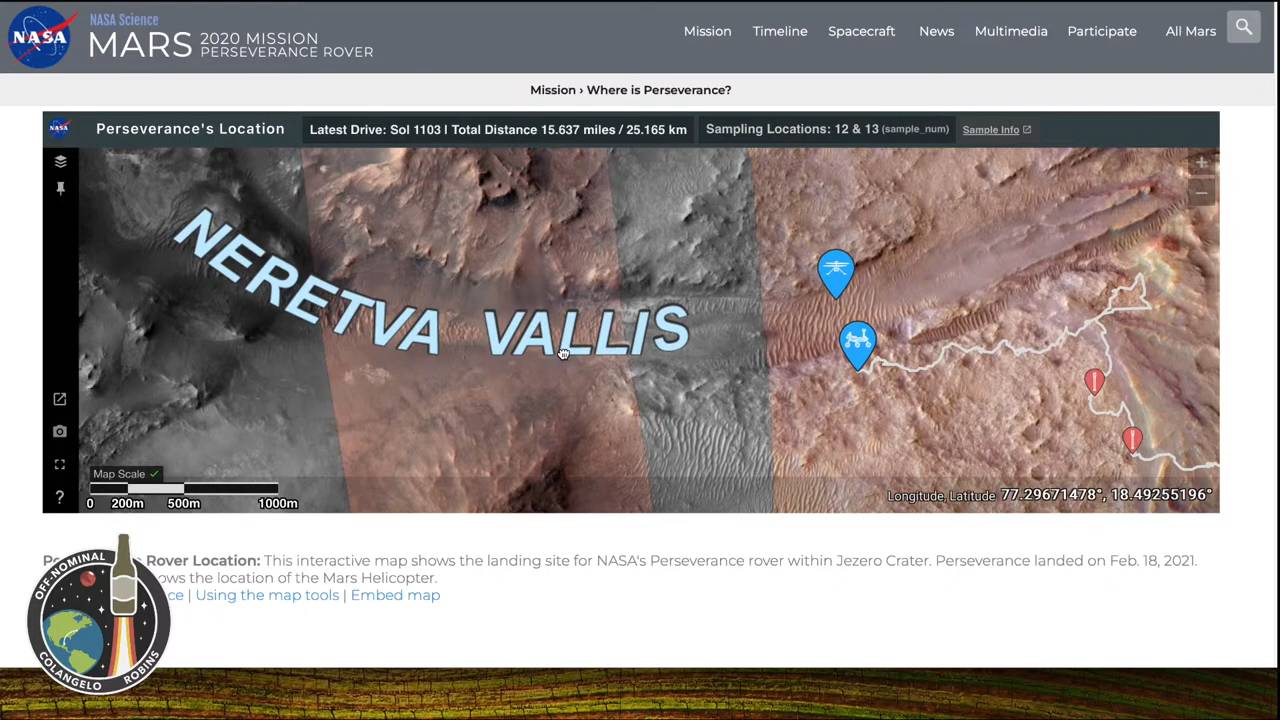 NASA
NASA Science
MARS 2020 MISSION
PERSEVERANCE ROVER
Mission Timeline Spacecraft News Multimedia Participate All Mars
Mission › Where is Perseverance?
NASA
Perseverance's Location
Latest Drive: Sol 1103 | Total Distance 15.637 miles / 25.165 km
Sampling Locations: 12 & 13 (sample_num)
Sample Info
+
−
NERETVA VALLIS
Map Scale ✓
0 200m 500m 1000m
?
Longitude, Latitude 77.29671478°, 18.49255196°
Rover Location: This interactive map shows the landing site for NASA's Perseverance rover within Jezero Crater. Perseverance landed on Feb. 18, 2021.
the location of the Mars Helicopter.
| Using the map tools | Embed map
OFF-NOMINAL
COLANGELO ROBINS